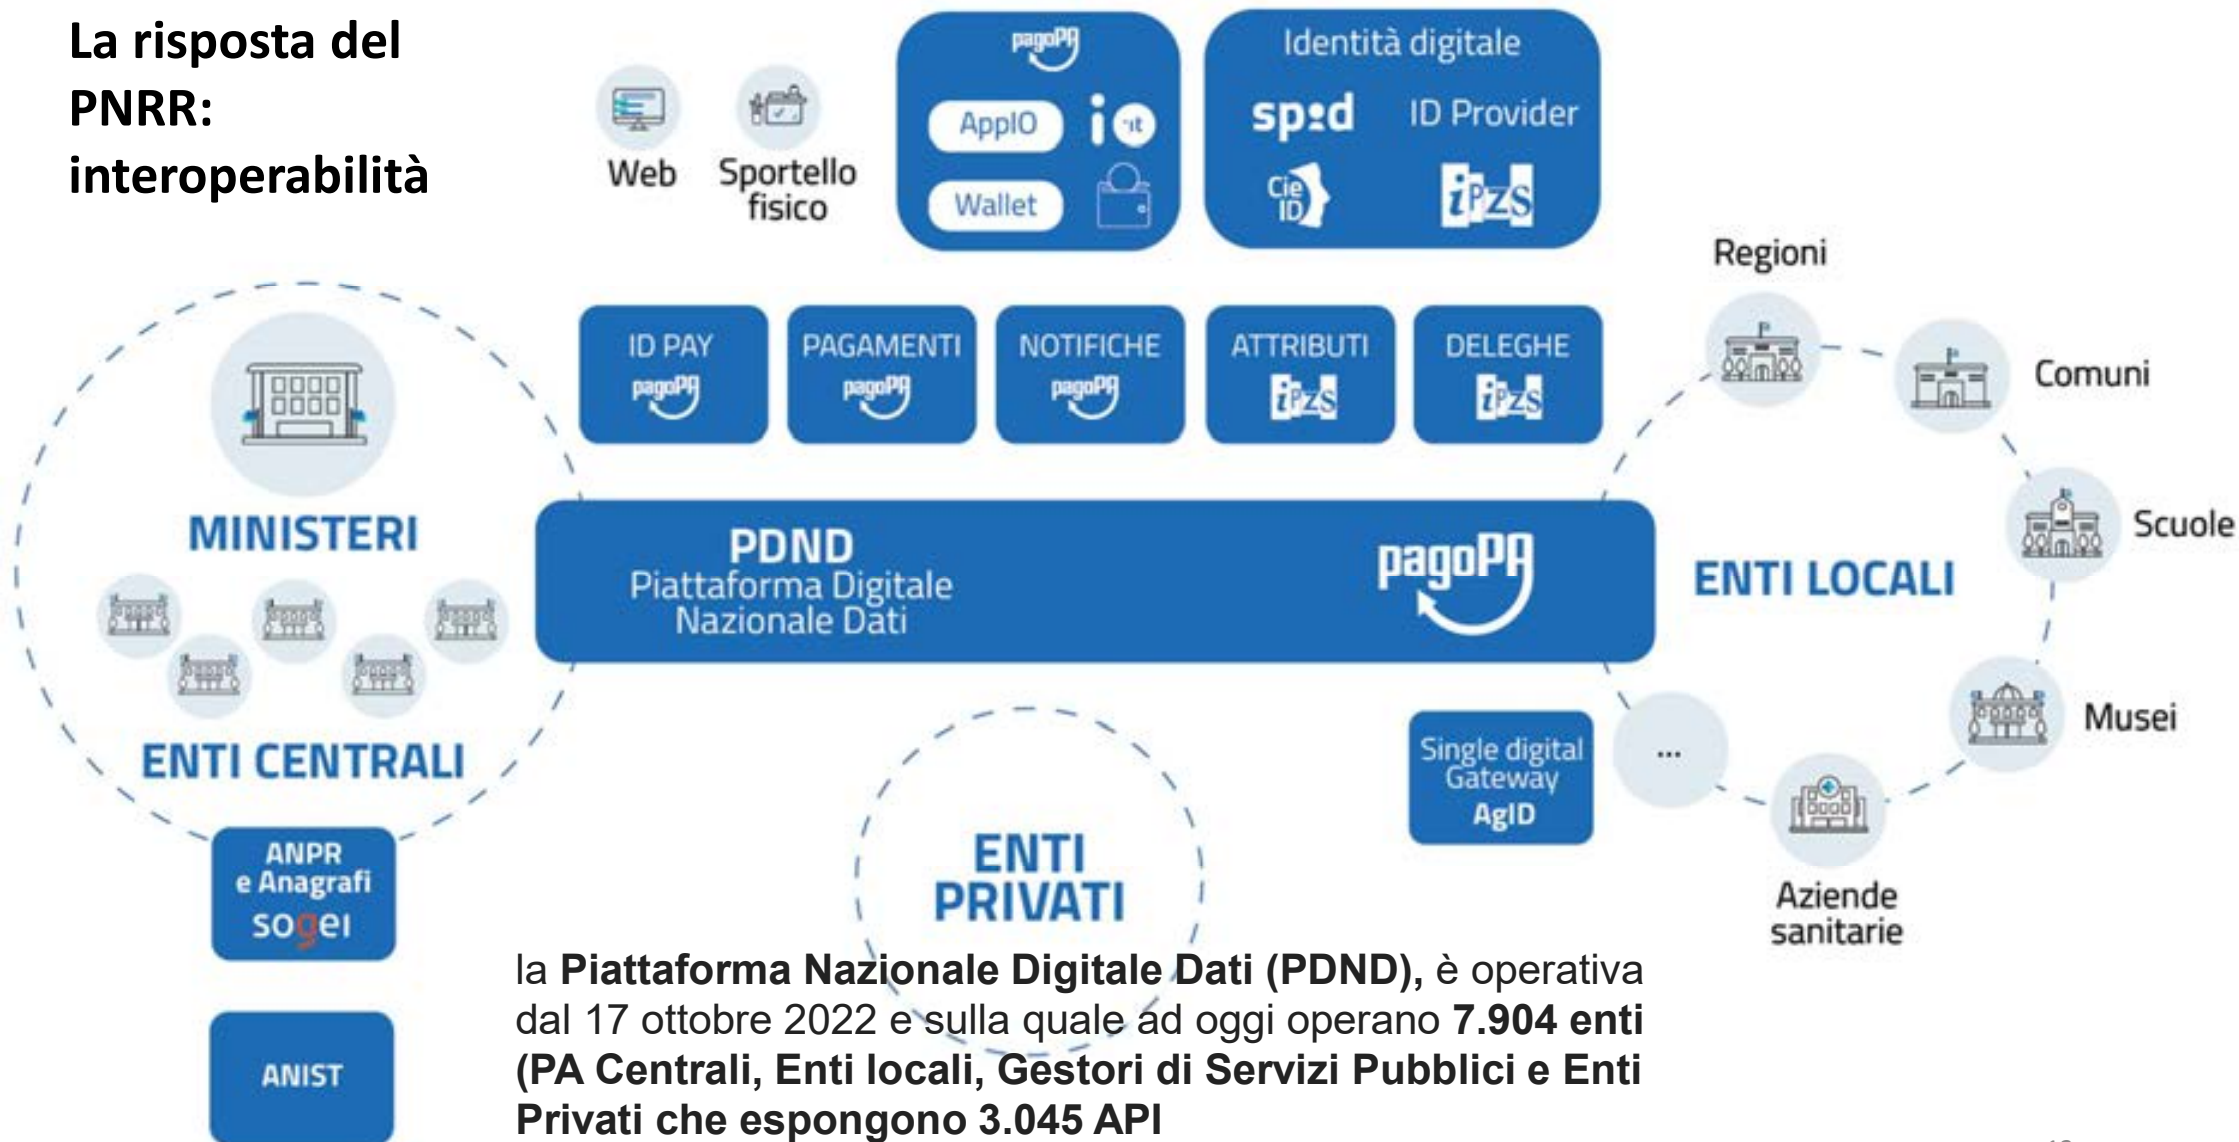 La risposta del
PNRR:
interoperabilità
Web
Sportello
fisico
pagoPA
AppIO
io
.it
Wallet
Identità digitale
spid
ID Provider
Cie
ID
iPZS
ID PAY
pagoPA
PAGAMENTI
pagoPA
NOTIFICHE
pagoPA
ATTRIBUTI
iPZS
DELEGHE
iPZS
MINISTERI
ENTI CENTRALI
PDND
Piattaforma Digitale
Nazionale Dati
pagoPA
Regioni
Comuni
Scuole
ENTI LOCALI
Musei
Aziende
sanitarie
...
Single digital
Gateway
AgID
ANPR
e Anagrafi
sogei
ANIST
ENTI
PRIVATI
la Piattaforma Nazionale Digitale Dati (PDND), è operativa
dal 17 ottobre 2022 e sulla quale ad oggi operano 7.904 enti
(PA Centrali, Enti locali, Gestori di Servizi Pubblici e Enti
Privati che espongono 3.045 API